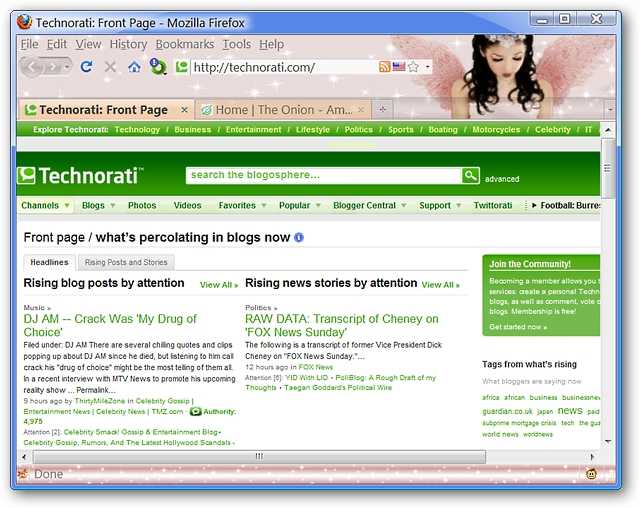 Technorati: Front Page - Mozilla Firefox
File Edit View History Bookmarks Tools Help
http://technorati.com/
Technorati: Front Page
Home | The Onion - Am...
Explore Technorati: Technology / Business / Entertainment / Lifestyle / Politics / Sports / Boating / Motorcycles / Celebrity / IT /
Technorati™
search the blogosphere...
advanced
Channels Blogs Photos Videos Favorites Popular Blogger Central Support Twittorati Football: Burres
Front page / what's percolating in blogs now
Headlines Rising Posts and Stories
Rising blog posts by attention View All »
Music »
DJ AM -- Crack Was 'My Drug of
Choice'
Filed under: DJ AM There are several chilling quotes and clips
popping up about DJ AM since he died, but listening to him call
crack his "drug of choice" might be the most telling of them all.
In a recent interview with MTV News to promote his upcoming
reality show ... Permalink...
9 hours ago by ThirtyMileZone in Celebrity Gossip |
Entertainment News | Celebrity News | TMZ.com · Authority:
4,975
Attention [2]: Celebrity Smack! Gossip & Entertainment Blog •
Celebrity Gossip, Rumors, And The Latest Hollywood Scandals -
Rising news stories by attention View All »
Politics »
RAW DATA: Transcript of Cheney on
'FOX News Sunday'
The following is a transcript of former Vice President Dick
Cheney on "FOX News Sunday."...
12 hours ago in FOX News
Attention [6]: YID With LID • PoliBlog: A Rough Draft of my
Thoughts • Taegan Goddard's Political Wire
Join the Community!
Becoming a member allows you t
services: create a personal Techn
blogs, as well as comment, vote o
blogs. Membership is free!
Get started now »
Tags from what's rising
What bloggers are saying now
africa african business businessnew
guardian.co.uk japan news paid
subprime mortgage crisis tech the gua
world news worldnews
Done